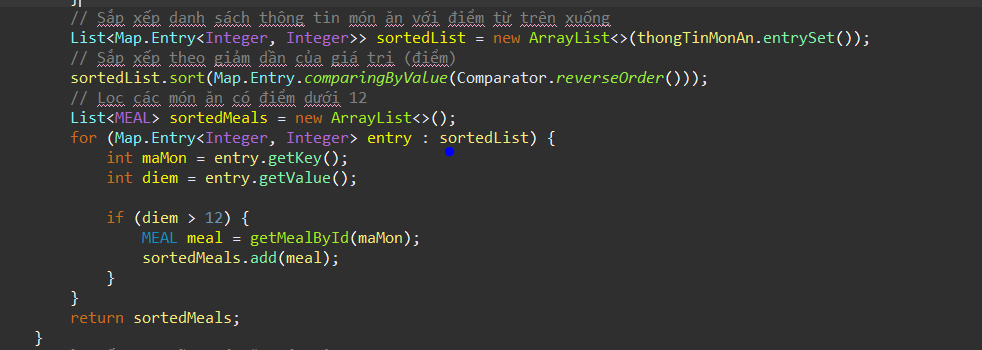 // Sắp xếp danh sách thông tin món ăn với điểm từ trên xuống
List<Map.Entry<Integer, Integer>> sortedList = new ArrayList<>(thongTinMonAn.entrySet());
// Sắp xếp theo giảm dần của giá trị (điểm)
sortedList.sort(Map.Entry.comparingByValue(Comparator.reverseOrder()));
// Lọc các món ăn có điểm dưới 12
List<MEAL> sortedMeals = new ArrayList<>();
for (Map.Entry<Integer, Integer> entry : sortedList) {
int maMon = entry.getKey();
int diem = entry.getValue();
if (diem > 12) {
MEAL meal = getMealById(maMon);
sortedMeals.add(meal);
}
}
return sortedMeals;
}